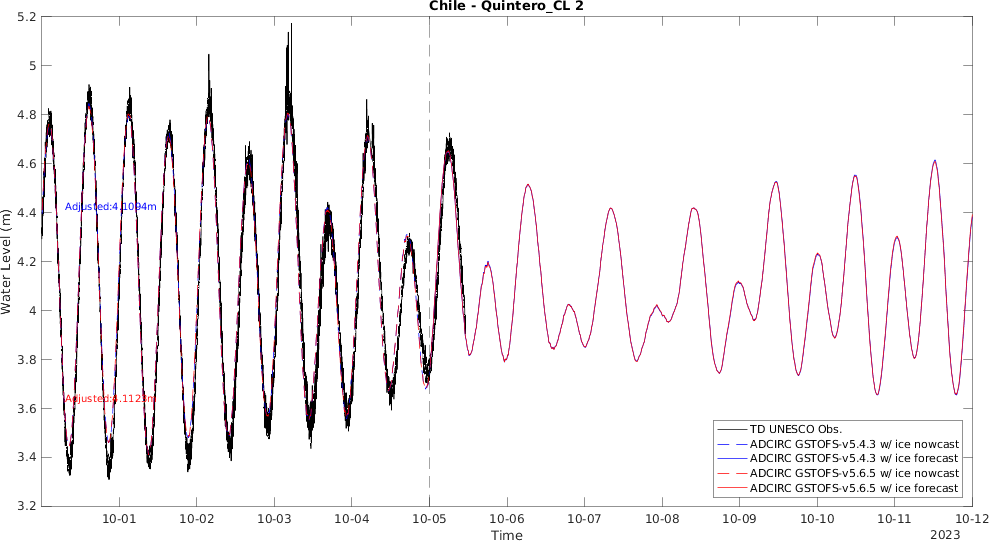 Chile - Quintero_CL 2
5.2
5
4.8
4.6
4.4
4.2
4
3.8
3.6
3.4
3.2
Water Level (m)
Adjusted:4.1094m
Adjusted:4.1123m
TD UNESCO Obs.
ADCIRC GSTOFS-v5.4.3 w/ ice nowcast
ADCIRC GSTOFS-v5.4.3 w/ ice forecast
ADCIRC GSTOFS-v5.6.5 w/ ice nowcast
ADCIRC GSTOFS-v5.6.5 w/ ice forecast
10-01 10-02 10-03 10-04 10-05 10-06 10-07 10-08 10-09 10-10 10-11 10-12
Time
2023